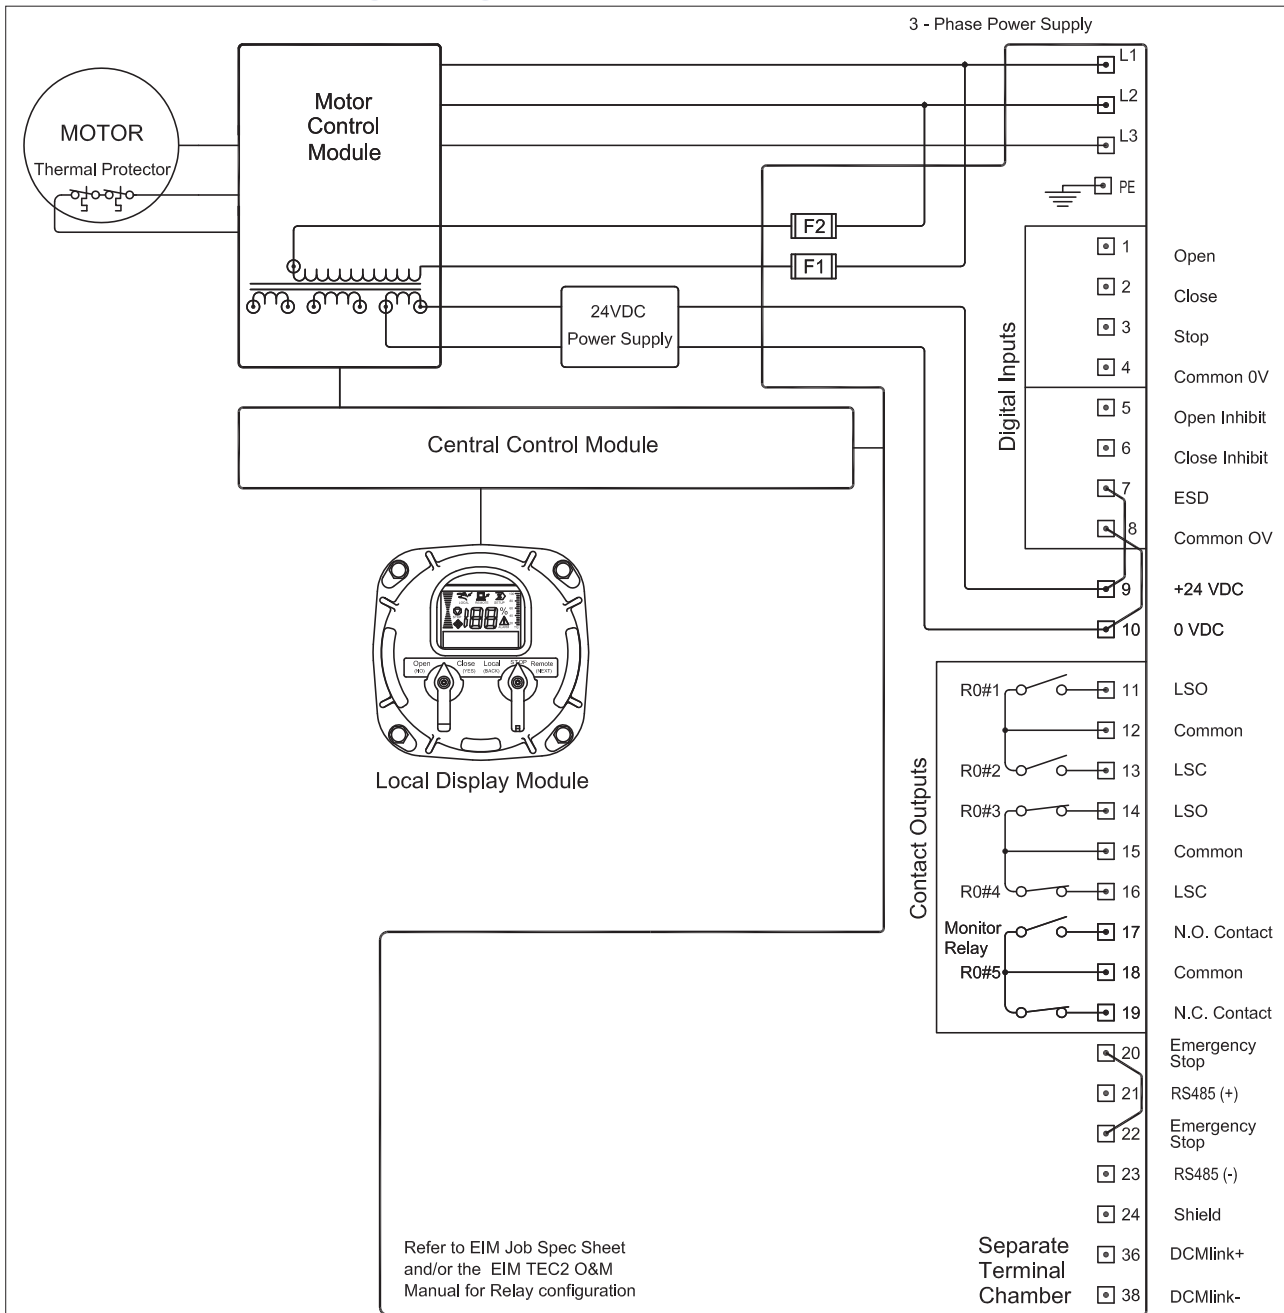 3 - Phase Power Supply
L1
L2
L3
PE
Motor
Control
Module
MOTOR
Thermal Protector
F2
F1
24VDC
Power Supply
Central Control Module
Open
(NO)
Close
(YES)
Local
(BACK)
STOP
Remote
(NEXT)
188
%
Local Display Module
Digital Inputs
1 Open
2 Close
3 Stop
4 Common 0V
5 Open Inhibit
6 Close Inhibit
7 ESD
8 Common OV
9 +24 VDC
10 0 VDC
Contact Outputs
R0#1 11 LSO
12 Common
R0#2 13 LSC
R0#3 14 LSO
15 Common
R0#4 16 LSC
Monitor
Relay
17 N.O. Contact
R0#5 18 Common
19 N.C. Contact
20 Emergency
Stop
21 RS485 (+)
22 Emergency
Stop
23 RS485 (-)
24 Shield
36 DCMlink+
38 DCMlink-
Separate
Terminal
Chamber
Refer to EIM Job Spec Sheet
and/or the EIM TEC2 O&M
Manual for Relay configuration